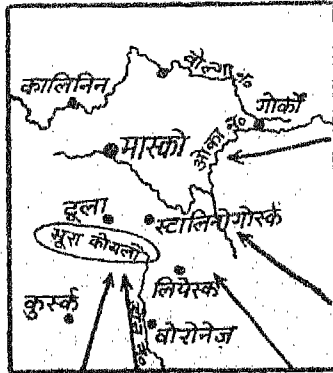 वोल्गा न०
कालिनिन
गोर्की
ओका न०
मास्को
टूला
स्टालिनोगोर्स्क
भूरा कोयला
लिपेर्स्क
कुर्स्क
वोरोनेज़